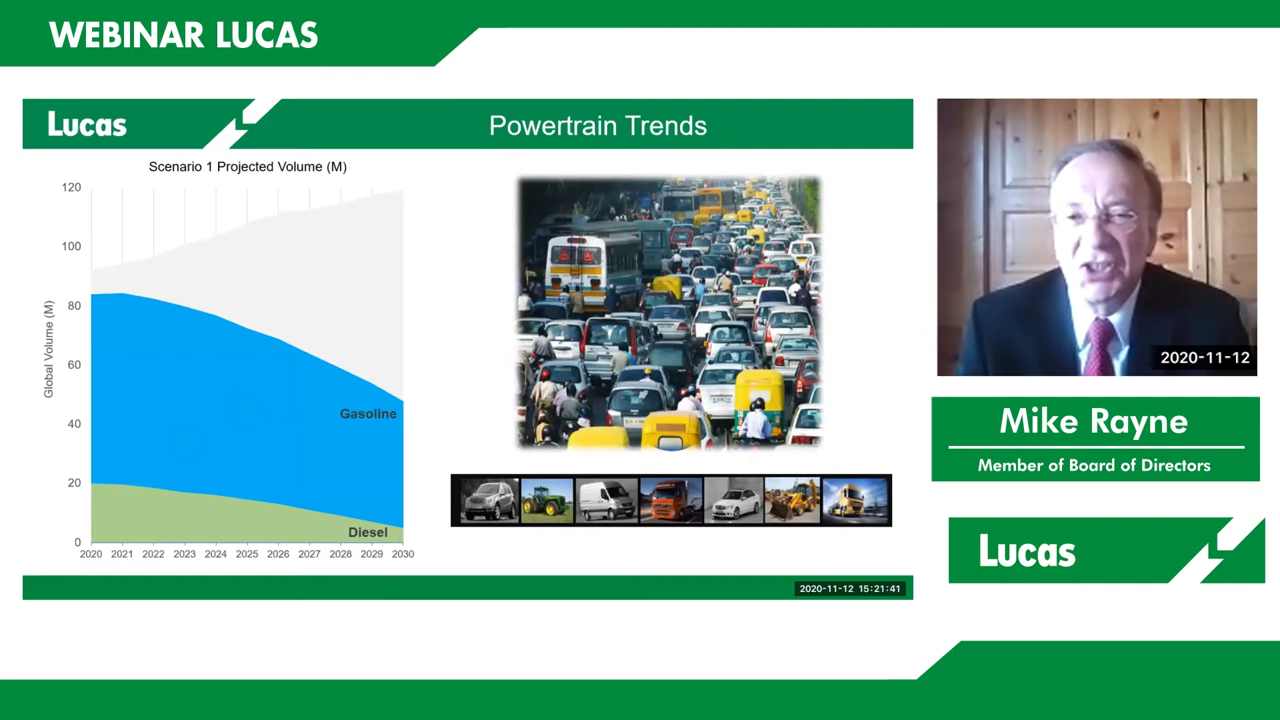 WEBINAR LUCAS
Lucas
Powertrain Trends
Scenario 1 Projected Volume (M)
Global Volume (M)
120
100
80
60
40
20
0
Gasoline
Diesel
2020 2021 2022 2023 2024 2025 2026 2027 2028 2029 2030
2020-11-12 15:21:41
2020-11-12
Mike Rayne
Member of Board of Directors
Lucas